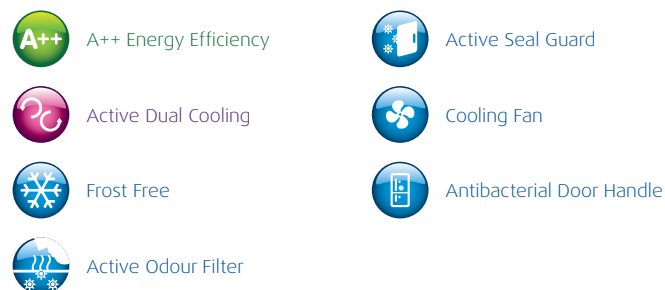 A++ A++ Energy Efficiency
Active Dual Cooling
Frost Free
Active Odour Filter
Active Seal Guard
Cooling Fan
Antibacterial Door Handle